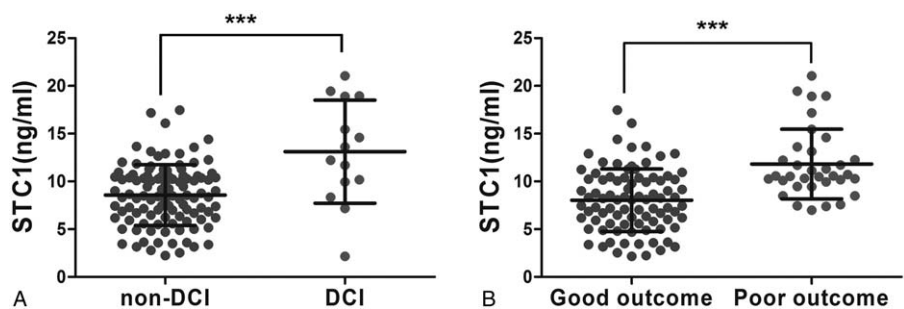 ***
STC1(ng/ml)
25
20
15
10
5
0
non-DCI
DCI
A
***
STC1(ng/ml)
25
20
15
10
5
0
Good outcome
Poor outcome
B